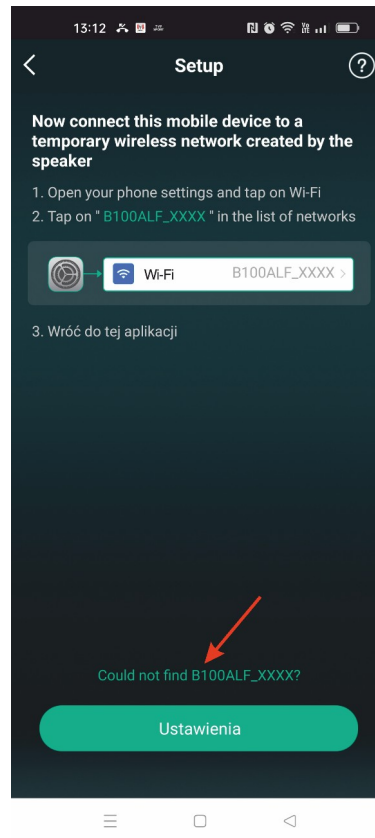 13:12
Setup
Now connect this mobile device to a
temporary wireless network created by the
speaker
1. Open your phone settings and tap on Wi-Fi
2. Tap on " B100ALF_XXXX " in the list of networks
Wi-Fi B100ALF_XXXX >
3. Wróć do tej aplikacji
Could not find B100ALF_XXXX?
Ustawienia